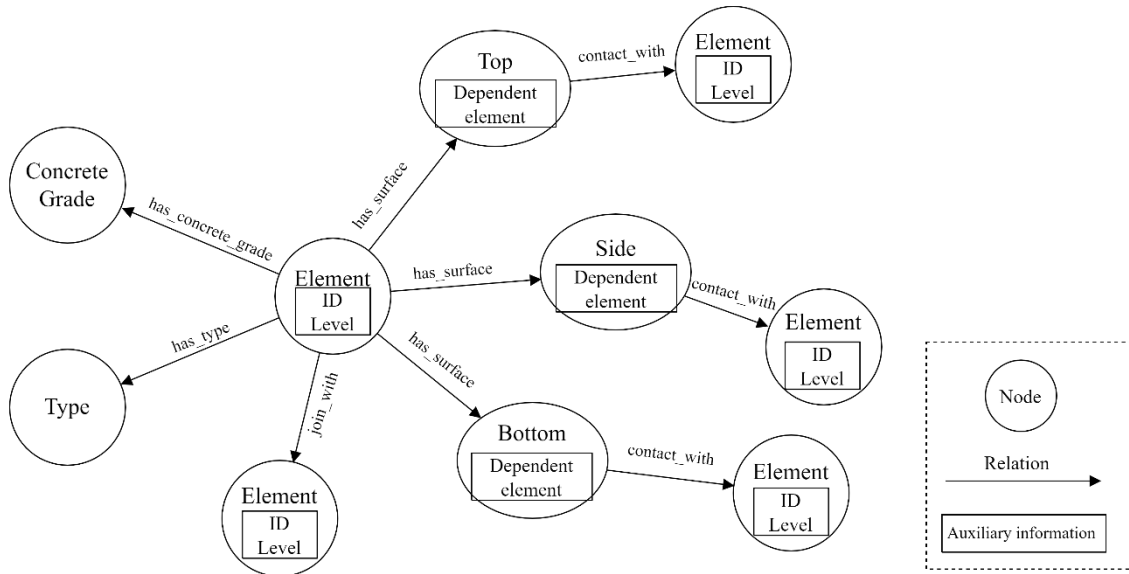 Element
ID
Level
contact_with
Top
Dependent
element
Concrete
Grade
has_concrete_grade
has_surface
Element
ID
Level
has_surface
Side
Dependent
element
contact_with
Element
ID
Level
has_type
Type
join_with
Element
ID
Level
has_surface
Bottom
Dependent
element
contact_with
Element
ID
Level
Node
Relation
Auxiliary information